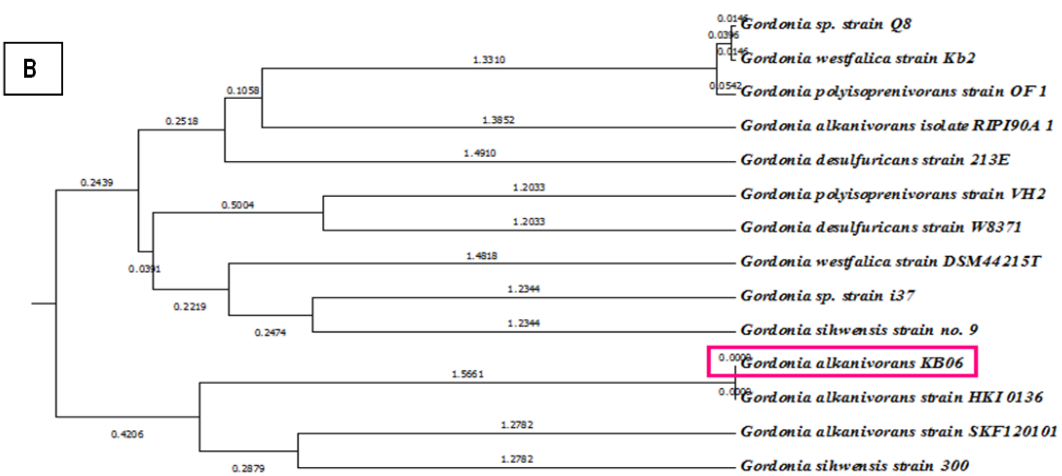 B
0.0146
Gordonia sp. strain Q8
0.0396
0.0146
Gordonia westfalica strain Kb2
1.3310
0.0542
Gordonia polyisoprenivorans strain OF 1
0.1058
1.3852
Gordonia alkanivorans isolate RIPI90A 1
0.2518
1.4910
Gordonia desulfuricans strain 213E
0.2439
1.2033
Gordonia polyisoprenivorans strain VH2
0.5004
1.2033
Gordonia desulfuricans strain W8371
0.0391
1.4818
Gordonia westfalica strain DSM44215T
0.2219
1.2344
Gordonia sp. strain i37
0.2474
1.2344
Gordonia sihwensis strain no. 9
0.0000
Gordonia alkanivorans KB06
1.5661
0.0000
Gordonia alkanivorans strain HKI 0136
0.4206
1.2782
Gordonia alkanivorans strain SKF120101
0.2879
1.2782
Gordonia sihwensis strain 300